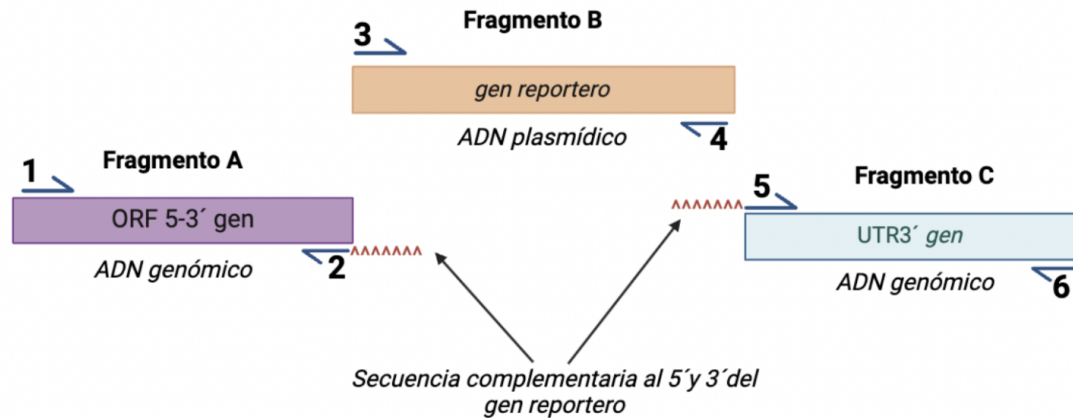 Fragmento B
3
gen reportero
ADN plasmídico
4
Fragmento A
1
ORF 5-3´ gen
ADN genómico
2
Fragmento C
5
^^^^^^^
UTR3´ gen
ADN genómico
6
^^^^^^^
Secuencia complementaria al 5´y 3´del
gen reportero